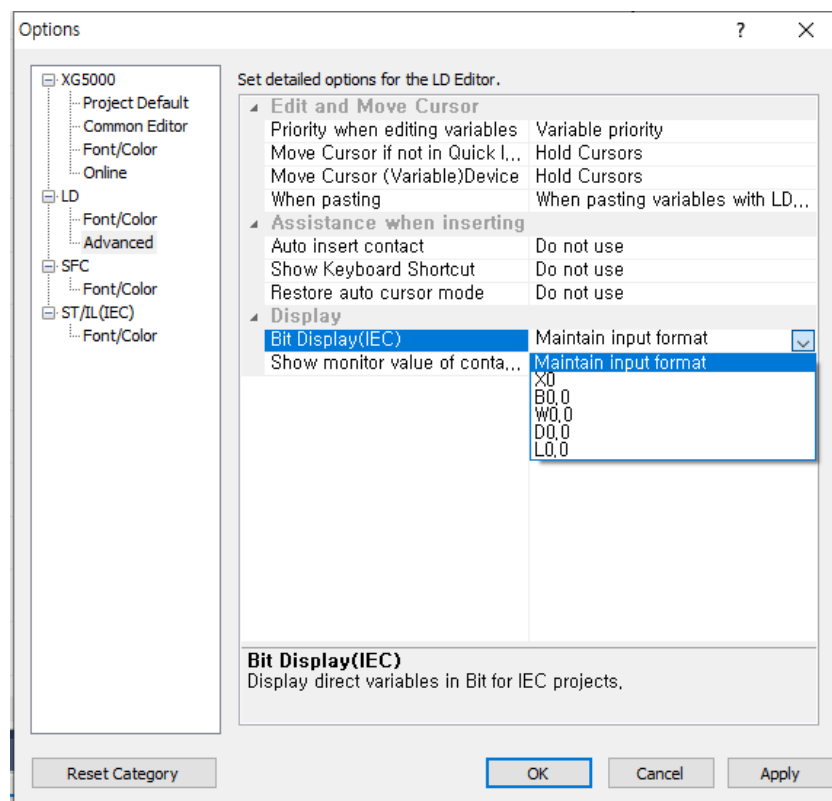 Options
?
XG5000
Project Default
Common Editor
Font/Color
Online
LD
Font/Color
Advanced
SFC
Font/Color
ST/IL(IEC)
Font/Color
Set detailed options for the LD Editor.
Edit and Move Cursor
Priority when editing variables Variable priority
Move Cursor if not in Quick I... Hold Cursors
Move Cursor (Variable)Device Hold Cursors
When pasting When pasting variables with LD...
Assistance when inserting
Auto insert contact Do not use
Show Keyboard Shortcut Do not use
Restore auto cursor mode Do not use
Display
Bit Display(IEC) Maintain input format
Show monitor value of conta... Maintain input format
X0
B0.0
W0.0
D0.0
L0.0
Bit Display(IEC)
Display direct variables in Bit for IEC projects.
Reset Category OK Cancel Apply